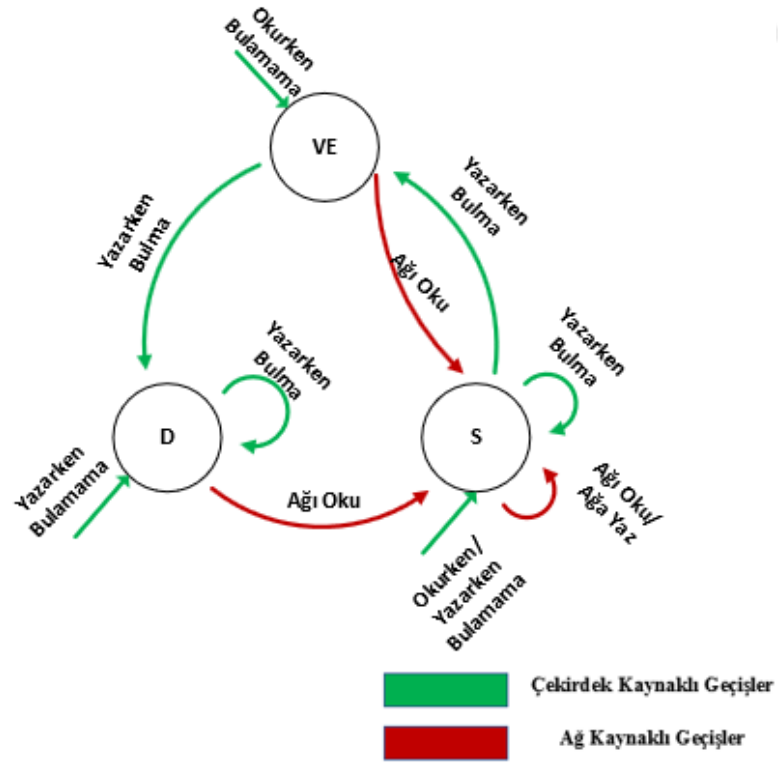 Okurken
Bulamama
VE
Yazarken
Bulma
Yazarken
Bulma
Ağı Oku
Yazarken
Bulma
Yazarken
Bulma
D
S
Yazarken
Bulamama
Ağı Oku
Ağı Oku/
Ağa Yaz
Okurken/
Yazarken
Bulamama
Çekirdek Kaynaklı Geçişler
Ağ Kaynaklı Geçişler